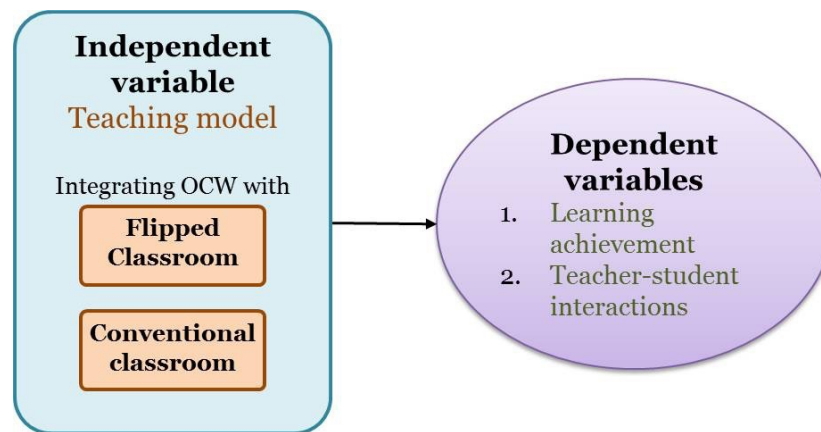 Independent
variable
Teaching model
Integrating OCW with
Flipped
Classroom
Conventional
classroom
Dependent
variables
1. Learning
achievement
2. Teacher-student
interactions